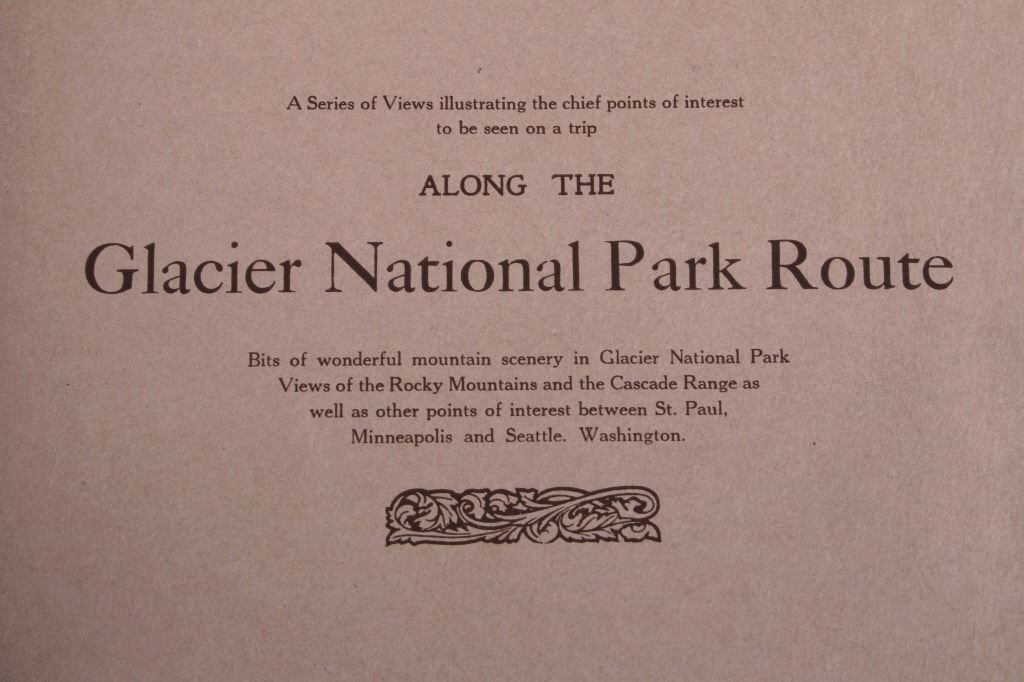 A Series of Views illustrating the chief points of interest
to be seen on a trip
ALONG THE
Glacier National Park Route
Bits of wonderful mountain scenery in Glacier National Park
Views of the Rocky Mountains and the Cascade Range as
well as other points of interest between St. Paul,
Minneapolis and Seattle. Washington.